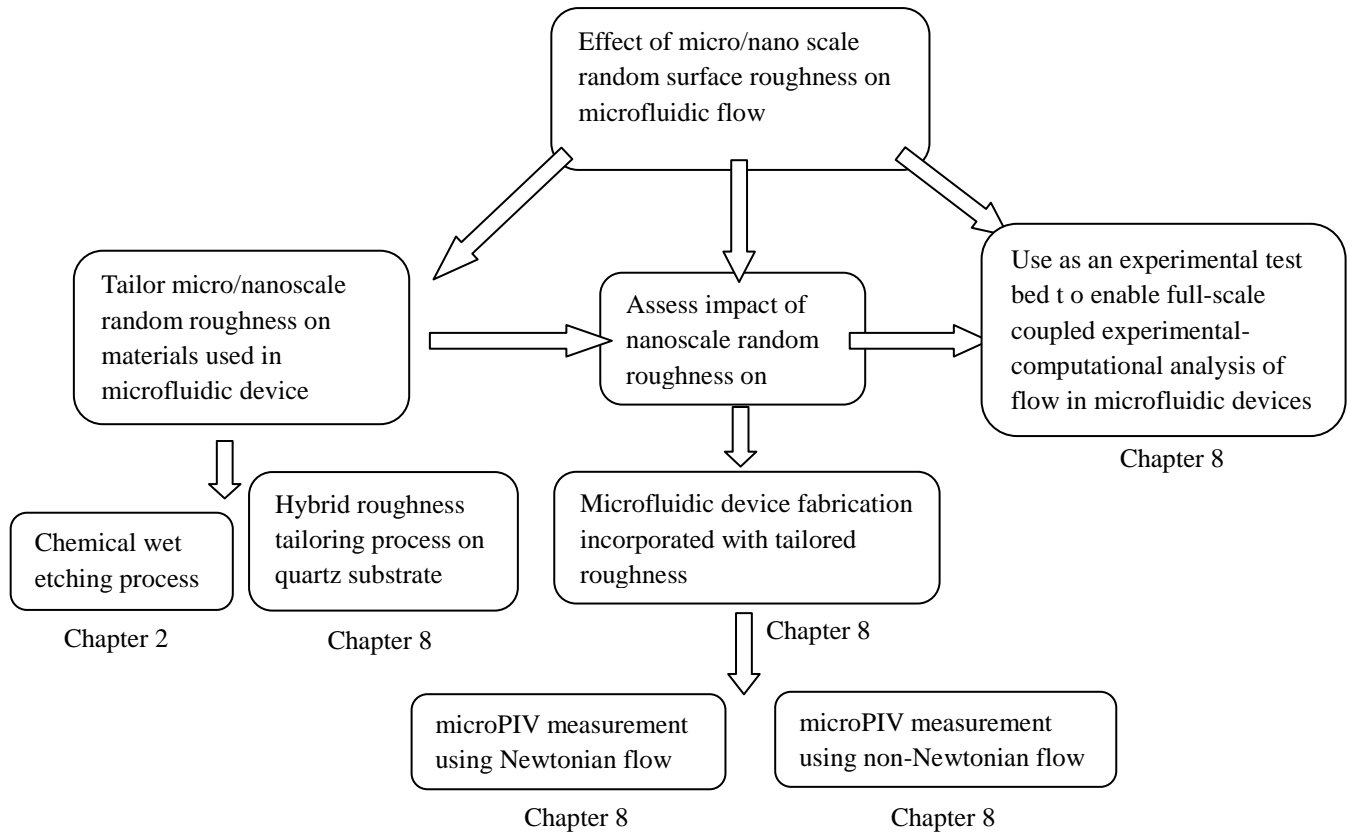 Effect of micro/nano scale
random surface roughness on
microfluidic flow
Tailor micro/nanoscale
random roughness on
materials used in
microfluidic device
Assess impact of
nanoscale random
roughness on
Use as an experimental test
bed t o enable full-scale
coupled experimental-
computational analysis of
flow in microfluidic devices
Chapter 8
Chemical wet
etching process
Chapter 2
Hybrid roughness
tailoring process on
quartz substrate
Chapter 8
Microfluidic device fabrication
incorporated with tailored
roughness
Chapter 8
microPIV measurement
using Newtonian flow
Chapter 8
microPIV measurement
using non-Newtonian flow
Chapter 8